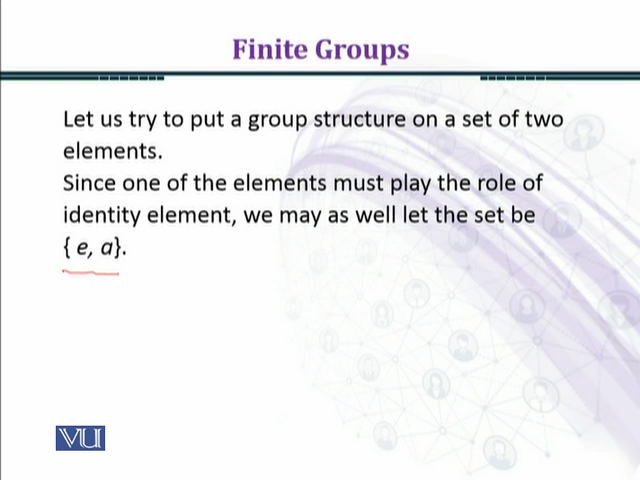 Finite Groups
Let us try to put a group structure on a set of two
elements.
Since one of the elements must play the role of
identity element, we may as well let the set be
{ e, a}.
VU